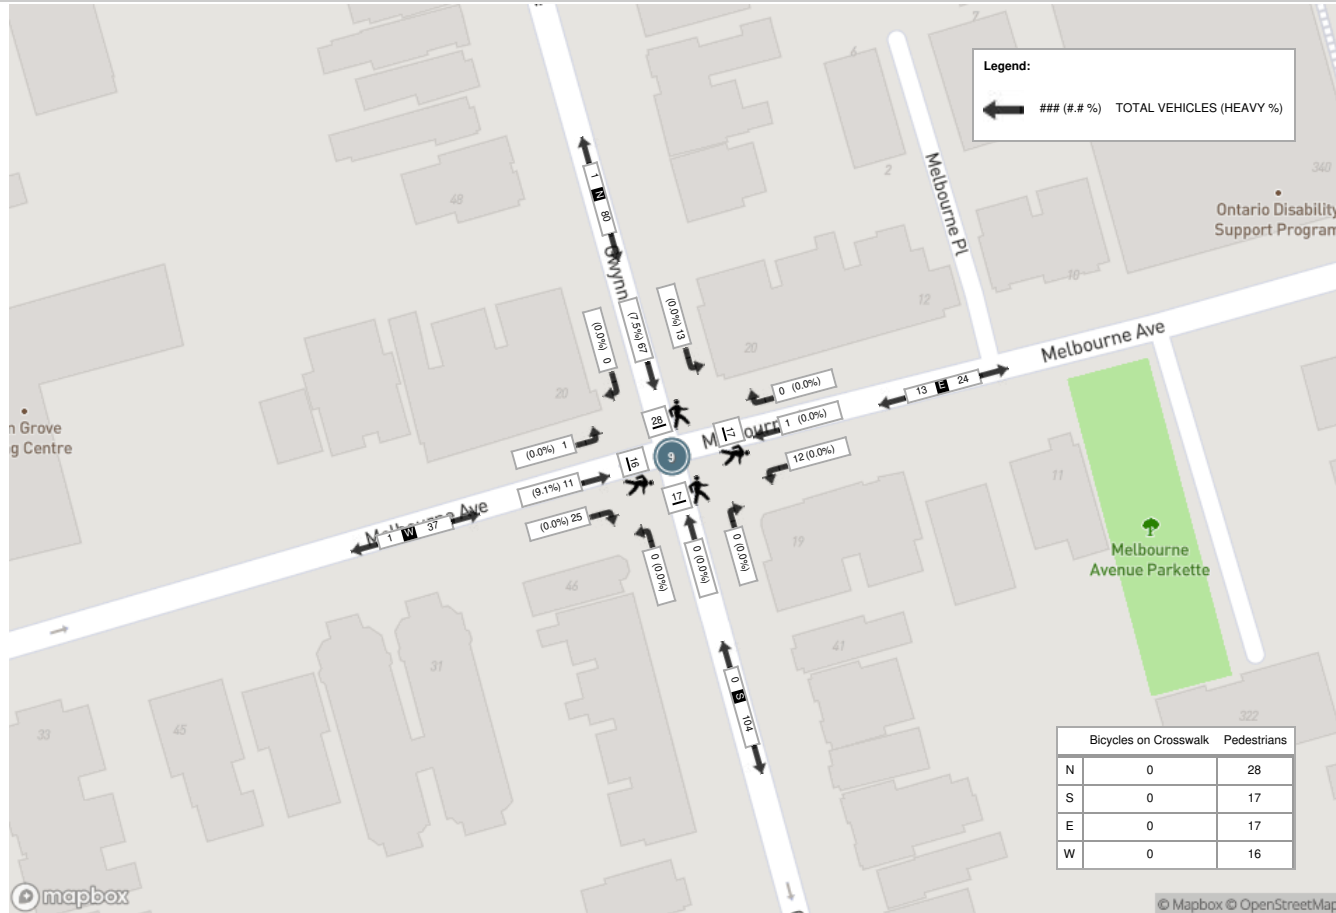 Legend:
### (#.# %) TOTAL VEHICLES (HEAVY %)
7
6
2
48
340
Ontario Disability
Support Program
Melbourne Pl
10
12
20
20
1 N 80
Gwynn
(0.0%) 0
(7.5%) 67
(0.0%) 13
Melbourne Ave
13 E 24
0 (0.0%)
1 (0.0%)
12 (0.0%)
28
17
16
17
9
n Grove
g Centre
(0.0%) 1
(9.1%) 11
(0.0%) 25
Melbourne Ave
1 W 37
0 (0.0%)
0 (0.0%)
0 (0.0%)
11
19
46
Melbourne
Avenue Parkette
31
41
45
33
0 S 104
322
Bicycles on Crosswalk Pedestrians
N 0 28
S 0 17
E 0 17
W 0 16
mapbox
© Mapbox © OpenStreetMap